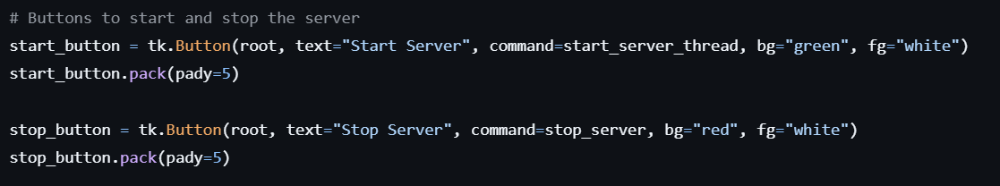 # Buttons to start and stop the server
start_button = tk.Button(root, text="Start Server", command=start_server_thread, bg="green", fg="white")
start_button.pack(pady=5)
stop_button = tk.Button(root, text="Stop Server", command=stop_server, bg="red", fg="white")
stop_button.pack(pady=5)